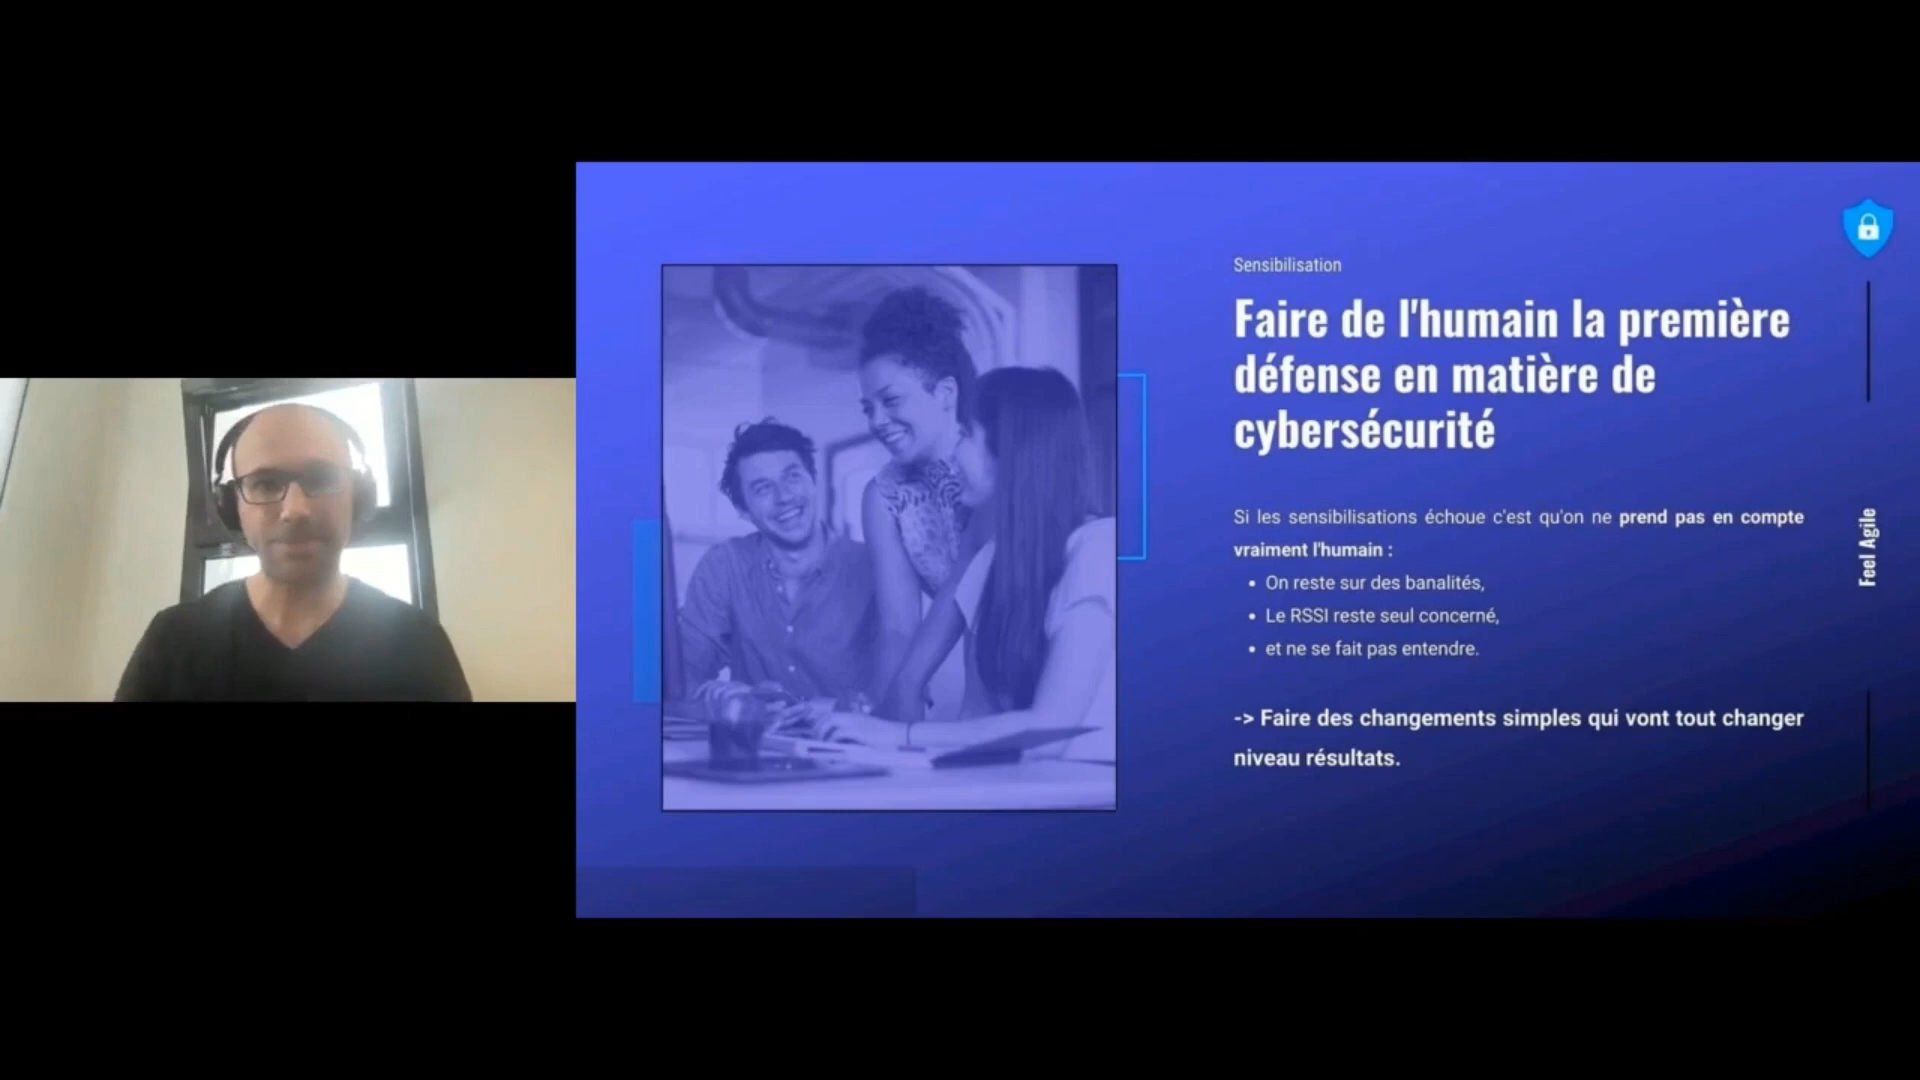 Sensibilisation
Faire de l'humain la première
défense en matière de
cybersécurité
Si les sensibilisations échoue c'est qu'on ne prend pas en compte
vraiment l'humain :
• On reste sur des banalités,
• Le RSSI reste seul concerné,
• et ne se fait pas entendre.
-> Faire des changements simples qui vont tout changer
niveau résultats.
Feel Agile